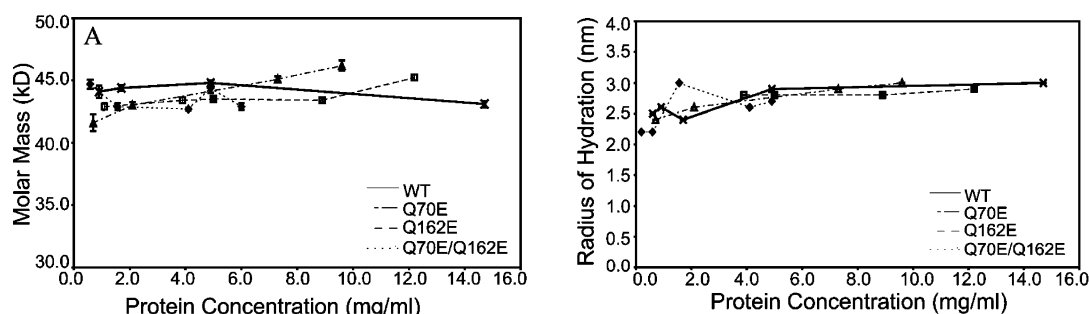 A
Molar Mass (kD)
50.0
45.0
40.0
35.0
30.0
0.0 2.0 4.0 6.0 8.0 10.0 12.0 14.0 16.0
Protein Concentration (mg/ml)
WT
Q70E
Q162E
Q70E/Q162E
Radius of Hydration (nm)
4.0
3.5
3.0
2.5
2.0
1.5
1.0
0.5
0.0
0.0 2.0 4.0 6.0 8.0 10.0 12.0 14.0 16.0
Protein Concentration (mg/ml)
WT
Q70E
Q162E
Q70E/Q162E